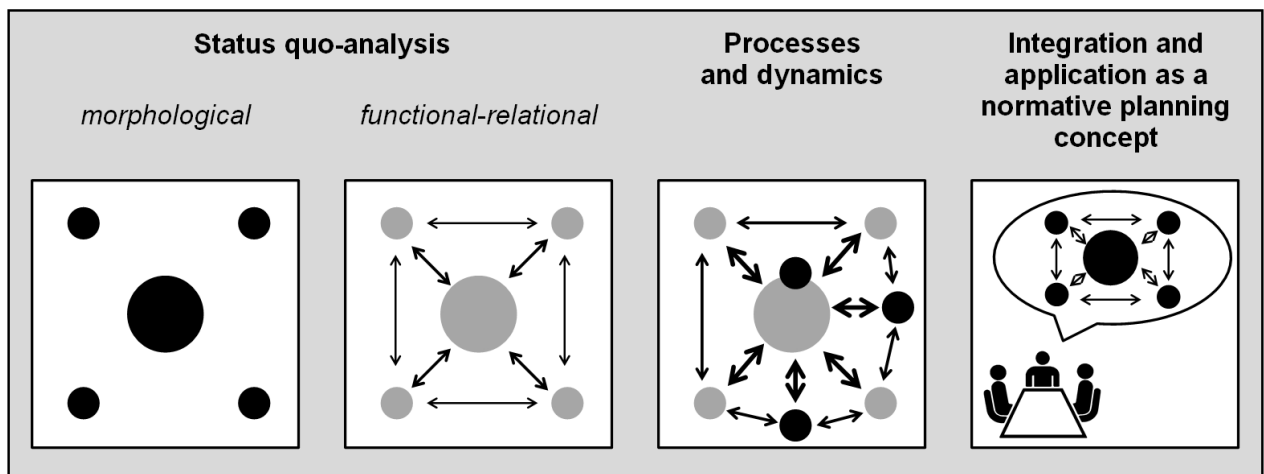 Status quo-analysis
morphological
functional-relational
Processes
and dynamics
Integration and
application as a
normative planning
concept